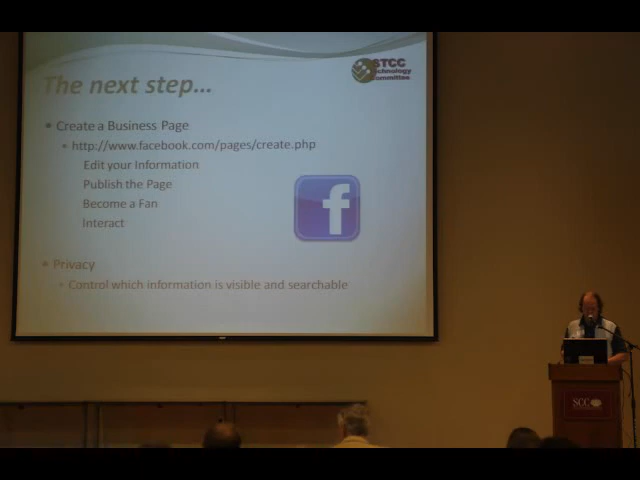 The next step...
STCC
Technology
Committee
Create a Business Page
http://www.facebook.com/pages/create.php
Edit your Information
Publish the Page
Become a Fan
Interact
f
Privacy
Control which information is visible and searchable
SCC